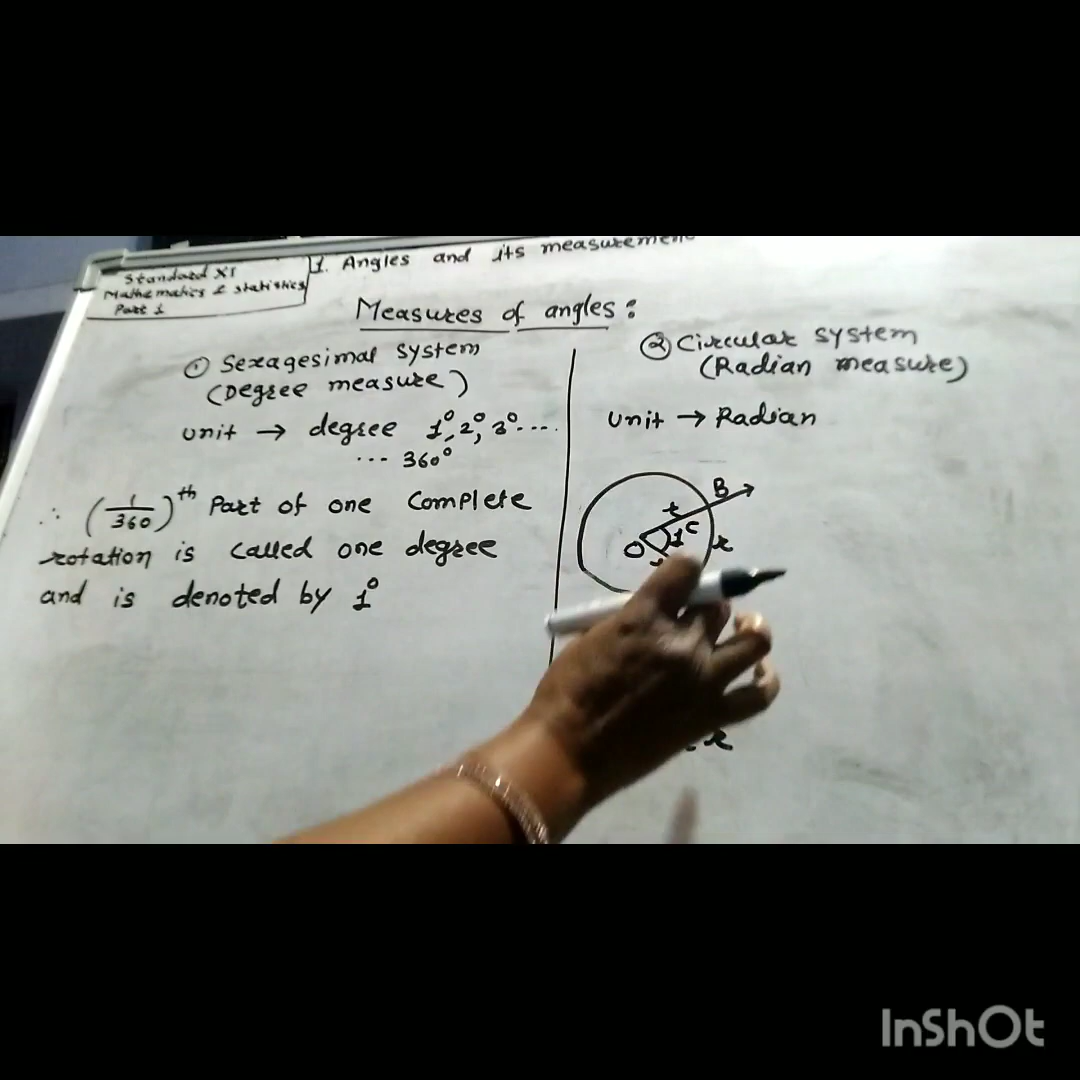 Standard XI
Mathematics & statistics
Part 1
1. Angles and its measurement
Measures of angles:
① Sexagesimal system
(Degree measure)
unit → degree 1°, 2°, 3° ....
... 360°
∴ (1/360)th Part of one Complete
rotation is called one degree
and is denoted by 1°
② Circular system
(Radian measure)
unit → Radian
B
r
1c
O
r
r
InShOt